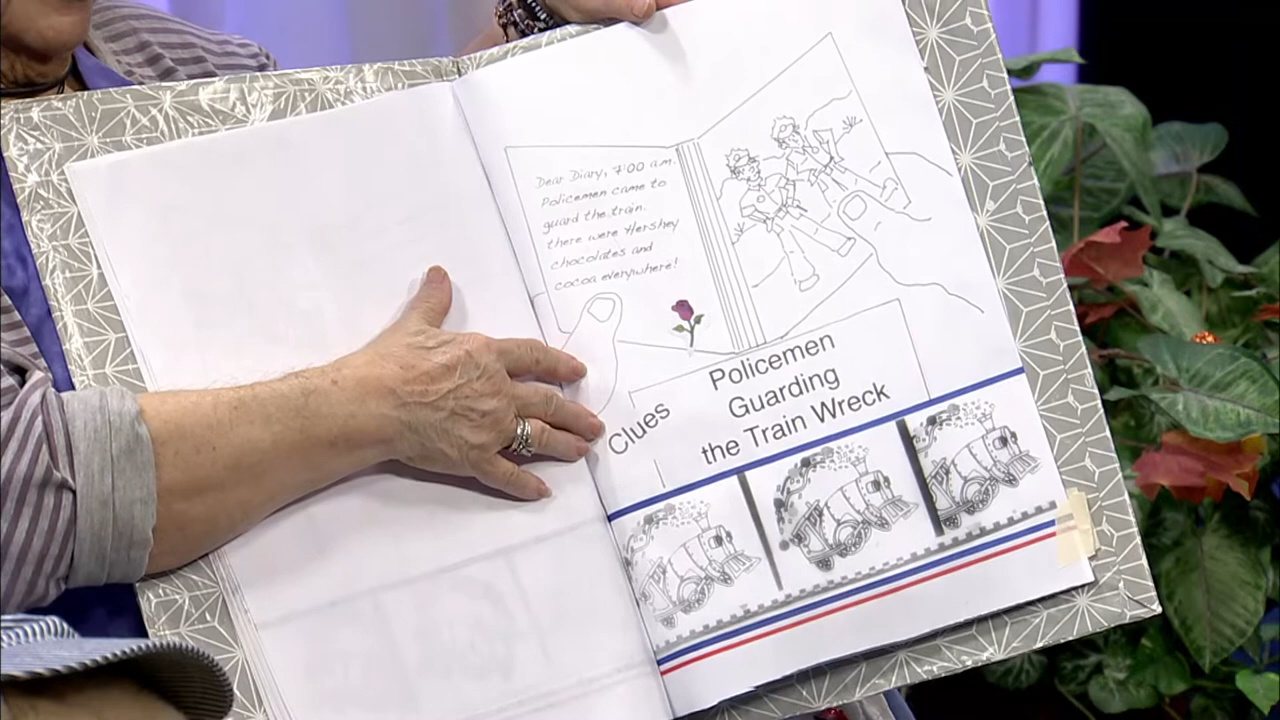 Dear Diary, 7:00 a.m.
Policemen came to
guard the train.
there were Hershey
chocolates and
cocoa everywhere!
Clues
Policemen
Guarding
the Train Wreck